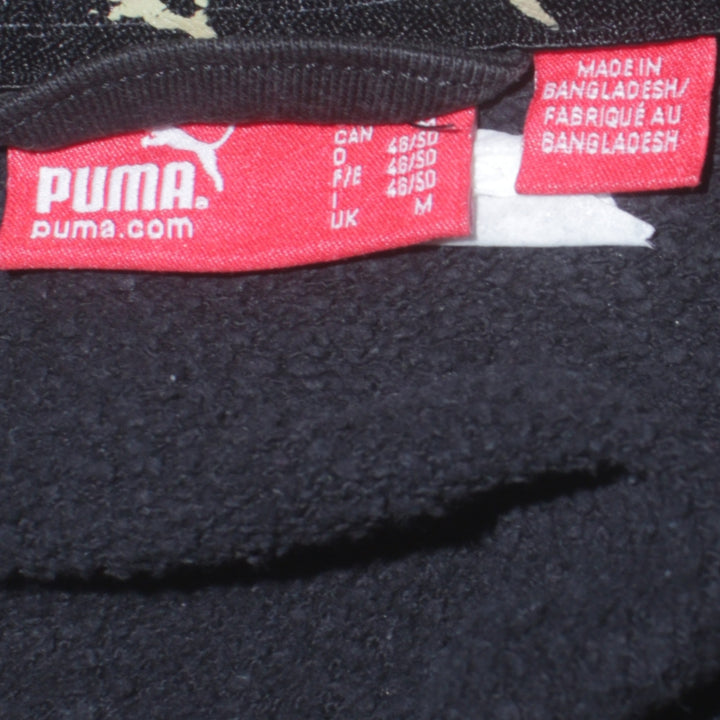 PUMA.
puma.com
M
CAN 46/50
D 46/50
F/E 46/50
I
UK M
MADE IN
BANGLADESH/
FABRIQUÉ AU
BANGLADESH